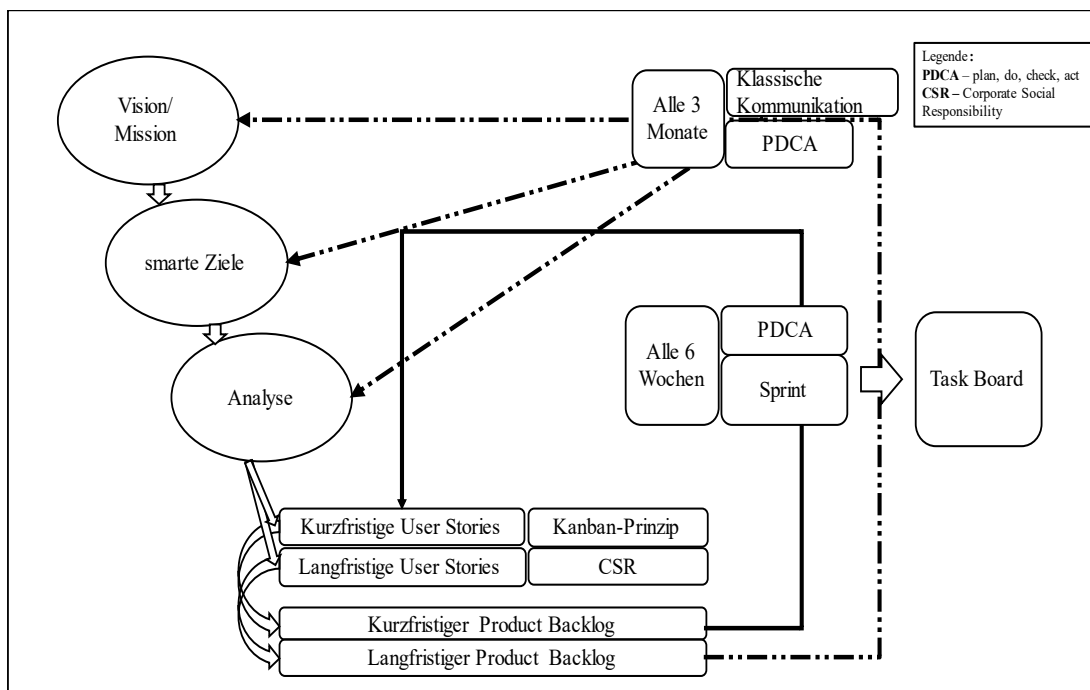 Vision/
Mission
Alle 3
Monate
Klassische
Kommunikation
PDCA
Legende:
PDCA – plan, do, check, act
CSR – Corporate Social
Responsibility
smarte Ziele
Alle 6
Wochen
PDCA
Sprint
Task Board
Analyse
Kurzfristige User Stories
Kanban-Prinzip
Langfristige User Stories
CSR
Kurzfristiger Product Backlog
Langfristiger Product Backlog